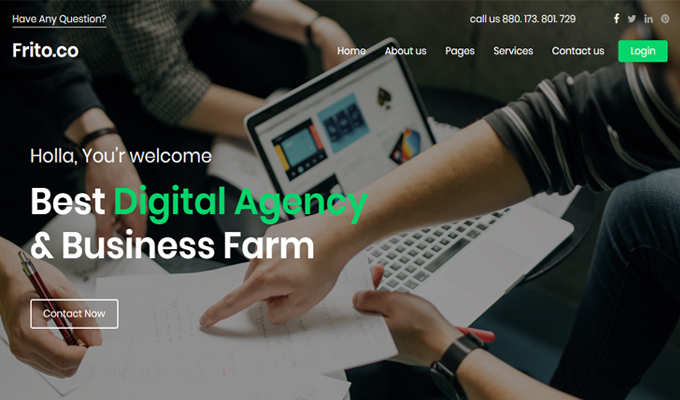 Have Any Question?
call us 880. 173. 801. 729
Frito.co
Home About us Pages Services Contact us Login
Holla, You'r welcome
Best Digital Agency
& Business Farm
Contact Now